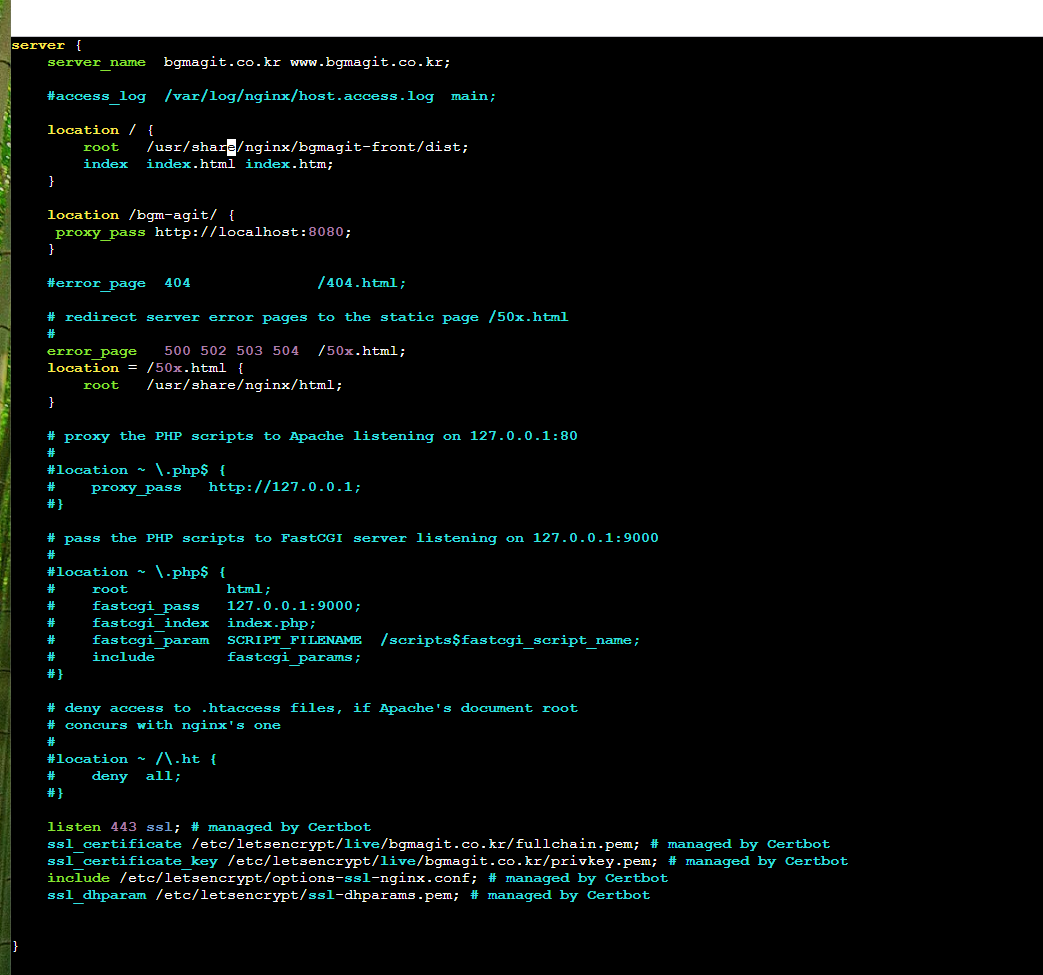 server {
    server_name  bgmagit.co.kr www.bgmagit.co.kr;

    #access_log  /var/log/nginx/host.access.log  main;

    location / {
        root   /usr/share/nginx/bgmagit-front/dist;
        index  index.html index.htm;
    }

    location /bgm-agit/ {
     proxy_pass http://localhost:8080;
    }

    #error_page  404              /404.html;

    # redirect server error pages to the static page /50x.html
    #
    error_page   500 502 503 504  /50x.html;
    location = /50x.html {
        root   /usr/share/nginx/html;
    }

    # proxy the PHP scripts to Apache listening on 127.0.0.1:80
    #
    #location ~ \.php$ {
    #    proxy_pass   http://127.0.0.1;
    #}

    # pass the PHP scripts to FastCGI server listening on 127.0.0.1:9000
    #
    #location ~ \.php$ {
    #    root           html;
    #    fastcgi_pass   127.0.0.1:9000;
    #    fastcgi_index  index.php;
    #    fastcgi_param  SCRIPT_FILENAME  /scripts$fastcgi_script_name;
    #    include        fastcgi_params;
    #}

    # deny access to .htaccess files, if Apache's document root
    # concurs with nginx's one
    #
    #location ~ /\.ht {
    #    deny  all;
    #}

    listen 443 ssl; # managed by Certbot
    ssl_certificate /etc/letsencrypt/live/bgmagit.co.kr/fullchain.pem; # managed by Certbot
    ssl_certificate_key /etc/letsencrypt/live/bgmagit.co.kr/privkey.pem; # managed by Certbot
    include /etc/letsencrypt/options-ssl-nginx.conf; # managed by Certbot
    ssl_dhparam /etc/letsencrypt/ssl-dhparams.pem; # managed by Certbot


}